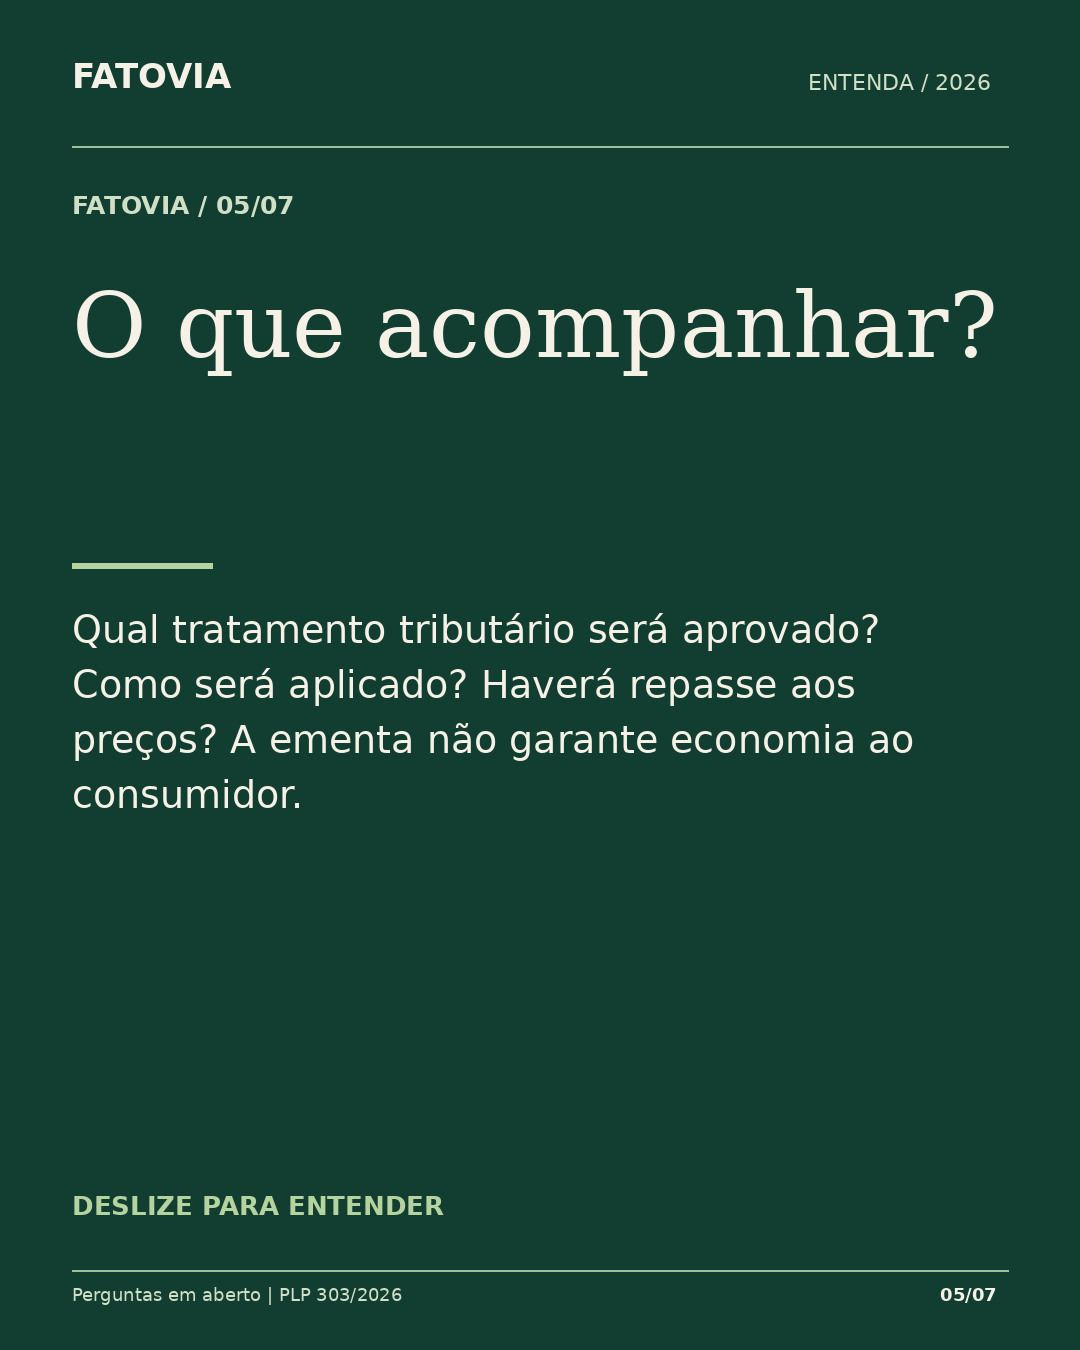 FATOVIA
ENTENDA / 2026
FATOVIA / 05/07
O que acompanhar?
Qual tratamento tributário será aprovado?
Como será aplicado? Haverá repasse aos
preços? A ementa não garante economia ao
consumidor.
DESLIZE PARA ENTENDER
Perguntas em aberto | PLP 303/2026
05/07